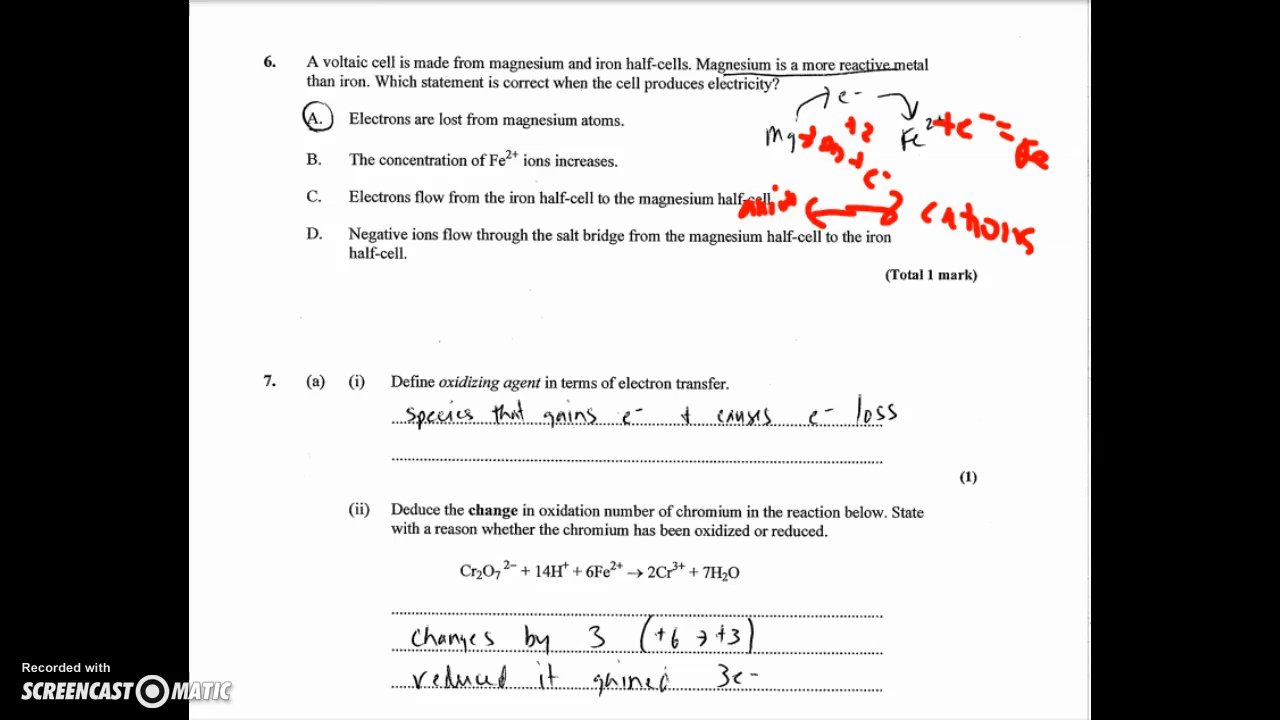 6. A voltaic cell is made from magnesium and iron half-cells. Magnesium is a more reactive metal
than iron. Which statement is correct when the cell produces electricity?
e-
A. Electrons are lost from magnesium atoms.
Mg → Mg+2 + e-
Fe2+ + e- = Fe
B. The concentration of Fe2+ ions increases.
C. Electrons flow from the iron half-cell to the magnesium half-cell.
cations
D. Negative ions flow through the salt bridge from the magnesium half-cell to the iron
half-cell.
(Total 1 mark)
7. (a) (i) Define oxidizing agent in terms of electron transfer.
species that gains e- + causes e- loss
(1)
(ii) Deduce the change in oxidation number of chromium in the reaction below. State
with a reason whether the chromium has been oxidized or reduced.
Cr2O7 2− + 14H+ + 6Fe2+ → 2Cr3+ + 7H2O
changes by 3 (+6 → +3)
reduced it gained 3e-
Recorded with
SCREENCAST O MATIC